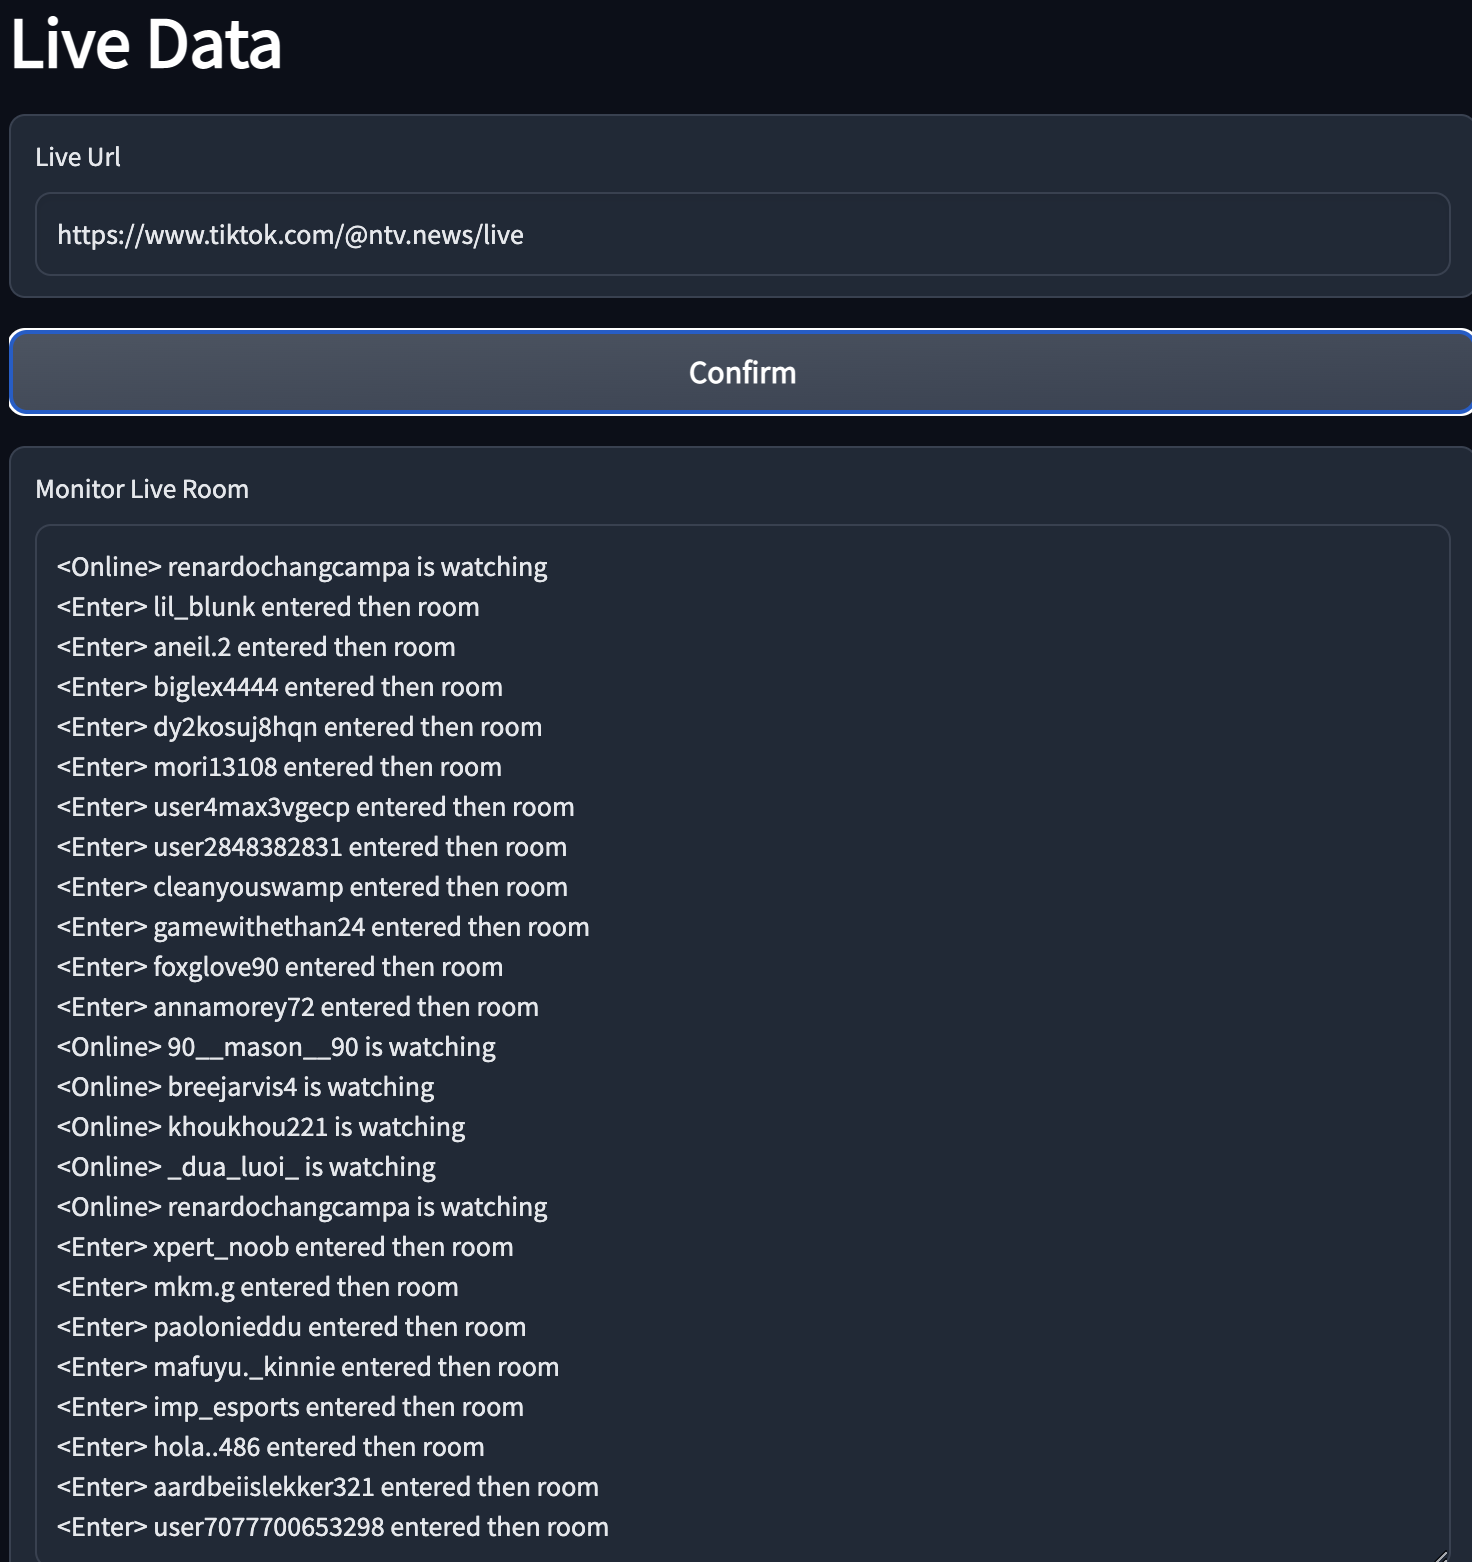 Live Data
Live Url
https://www.tiktok.com/@ntv.news/live
Confirm
Monitor Live Room
<Online> renardochangcampa is watching
<Enter> lil_blunk entered then room
<Enter> aneil.2 entered then room
<Enter> biglex4444 entered then room
<Enter> dy2kosuj8hqn entered then room
<Enter> mori13108 entered then room
<Enter> user4max3vgecp entered then room
<Enter> user2848382831 entered then room
<Enter> cleanyouswamp entered then room
<Enter> gamewithethan24 entered then room
<Enter> foxglove90 entered then room
<Enter> annamorey72 entered then room
<Online> 90__mason__90 is watching
<Online> breejarvis4 is watching
<Online> khoukhou221 is watching
<Online> _dua_luoi_ is watching
<Online> renardochangcampa is watching
<Enter> xpert_noob entered then room
<Enter> mkm.g entered then room
<Enter> paolonieddu entered then room
<Enter> mafuyu._kinnie entered then room
<Enter> imp_esports entered then room
<Enter> hola..486 entered then room
<Enter> aardbeiislekker321 entered then room
<Enter> user7077700653298 entered then room